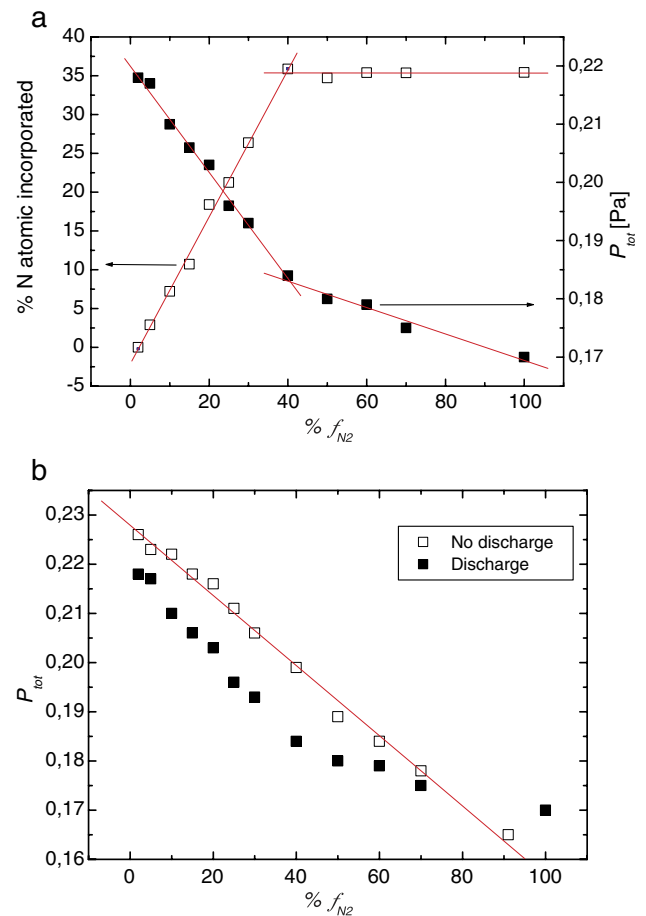 a
40
35
30
25
20
15
10
5
0
-5
% N atomic incorporated
0,22
0,21
0,20
0,19
0,18
0,17
P_tot [Pa]
0 20 40 60 80 100
% f_N2
b
0,23
0,22
0,21
0,20
0,19
0,18
0,17
0,16
P_tot
No discharge
Discharge
0 20 40 60 80 100
% f_N2